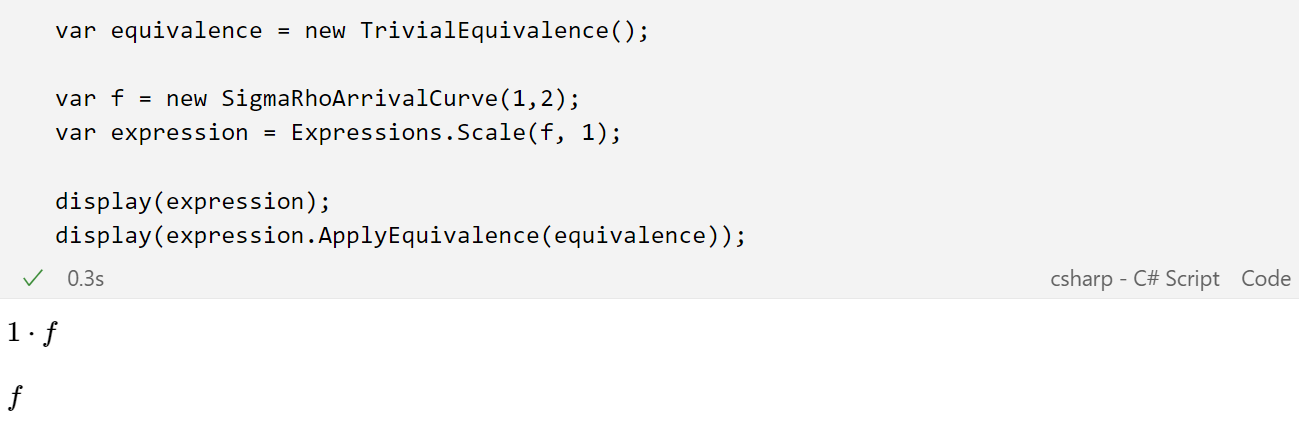 var equivalence = new TrivialEquivalence();
var f = new SigmaRhoArrivalCurve(1,2);
var expression = Expressions.Scale(f, 1);
display(expression);
display(expression.ApplyEquivalence(equivalence));
✓ 0.3s csharp - C# Script Code
1 · f
f